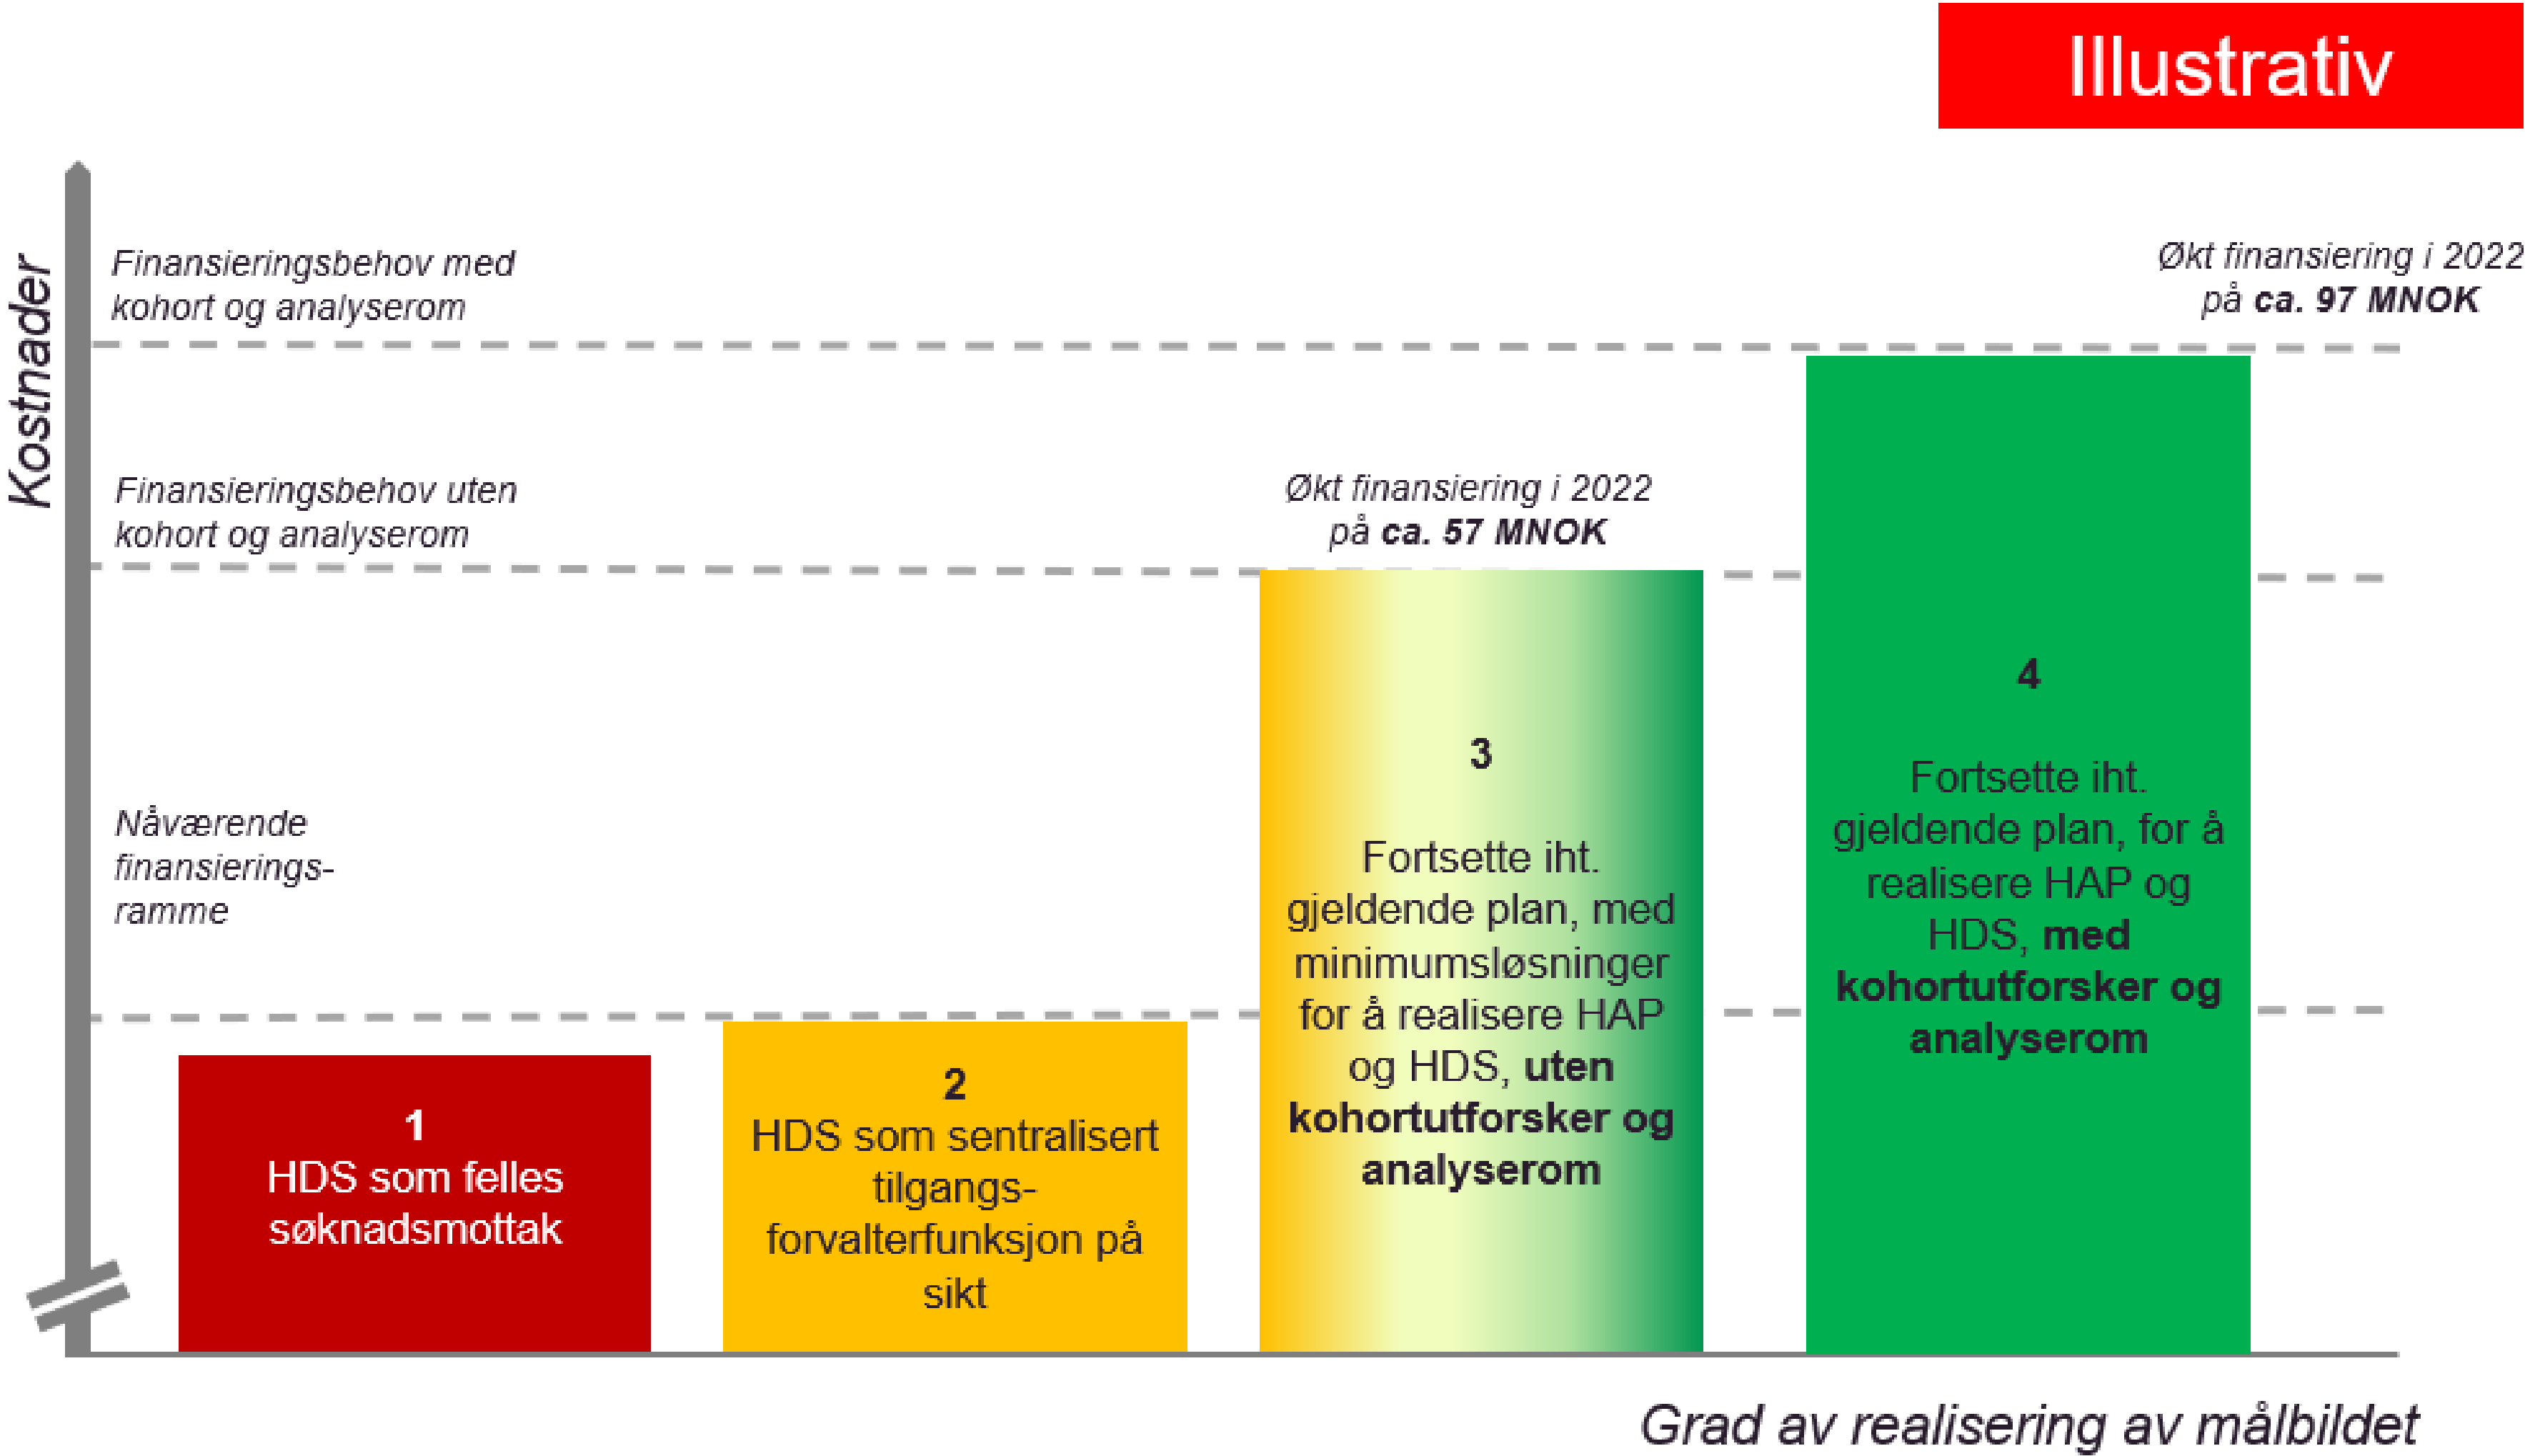 Illustrativ
Kostnader
Finansieringsbehov med
kohort og analyserom
Økt finansiering i 2022
på ca. 97 MNOK
Finansieringsbehov uten
kohort og analyserom
Økt finansiering i 2022
på ca. 57 MNOK
Nåværende
finansierings-
ramme
1
HDS som felles
søknadsmottak
2
HDS som sentralisert
tilgangs-
forvalterfunksjon på
sikt
3
Fortsette iht.
gjeldende plan, med
minimumsløsninger
for å realisere HAP
og HDS, uten
kohortutforsker og
analyserom
4
Fortsette iht.
gjeldende plan, for å
realisere HAP og
HDS, med
kohortutforsker og
analyserom
Grad av realisering av målbildet